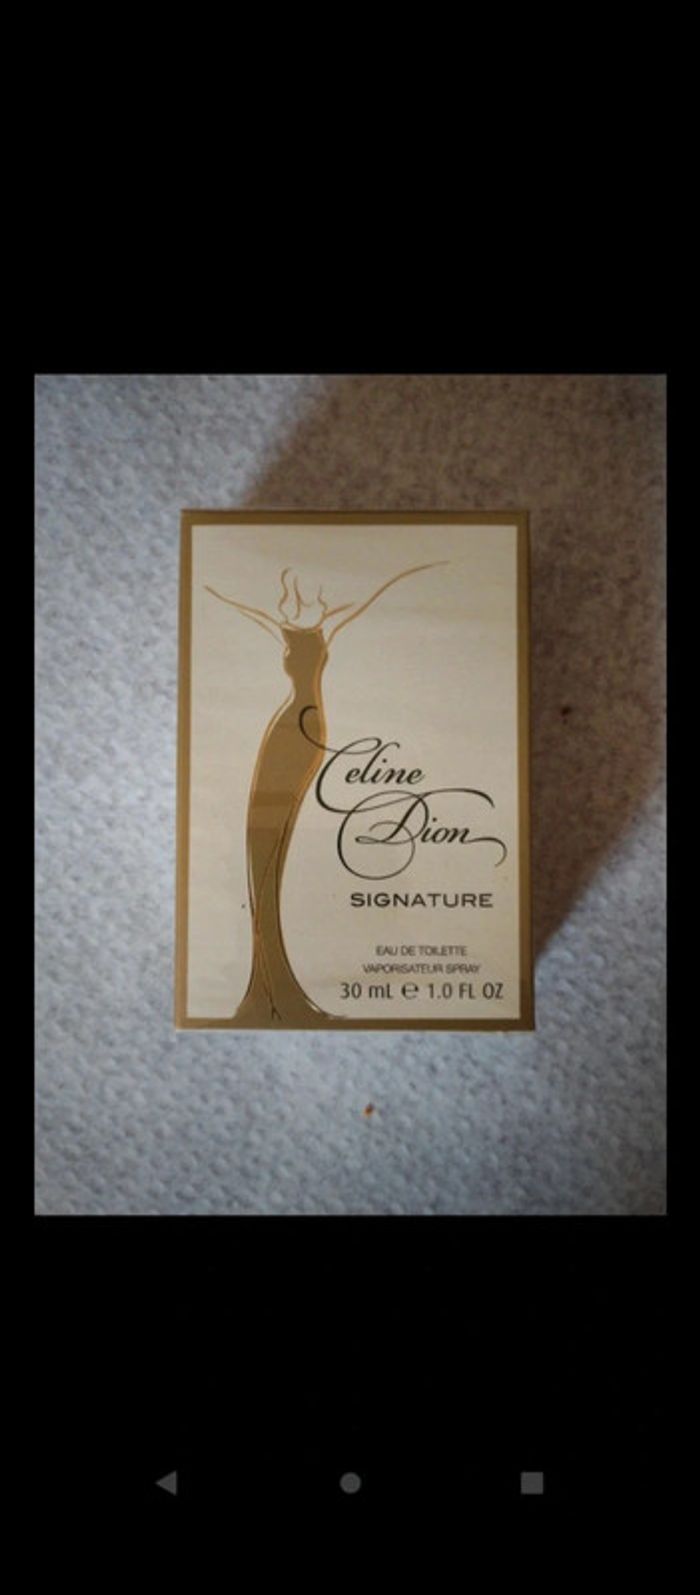 Celine
Dion
SIGNATURE
EAU DE TOILETTE
VAPORISATEUR SPRAY
30 mL ℮ 1.0 FL OZ